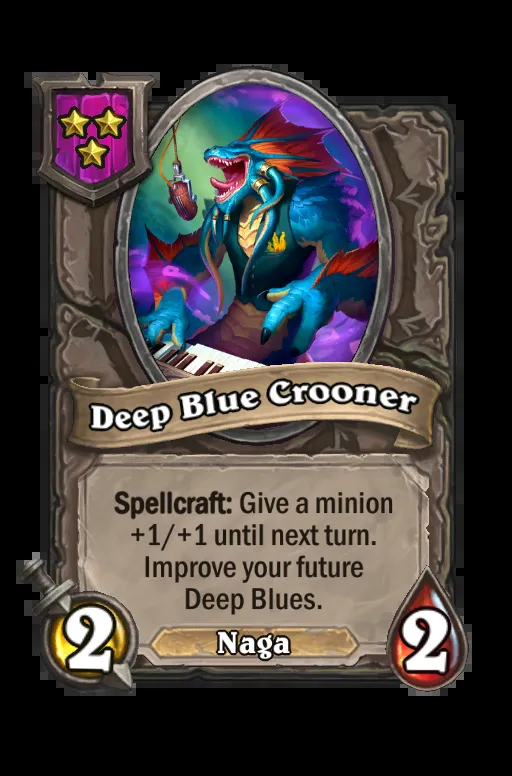 Deep Blue Crooner
Spellcraft: Give a minion
+1/+1 until next turn.
Improve your future
Deep Blues.
2
Naga
2